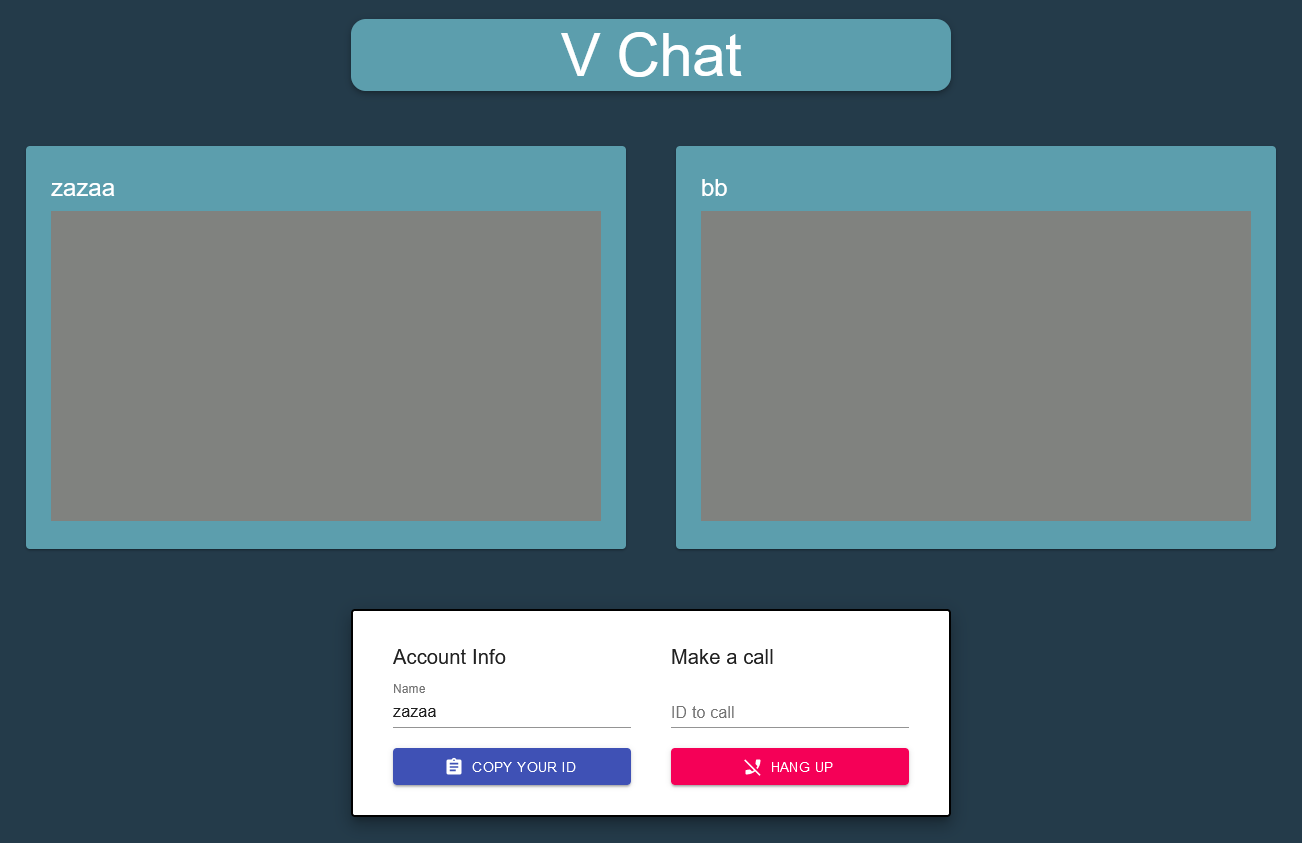 V Chat
zazaa
bb
Account Info
Name
zazaa
COPY YOUR ID
Make a call
ID to call
HANG UP